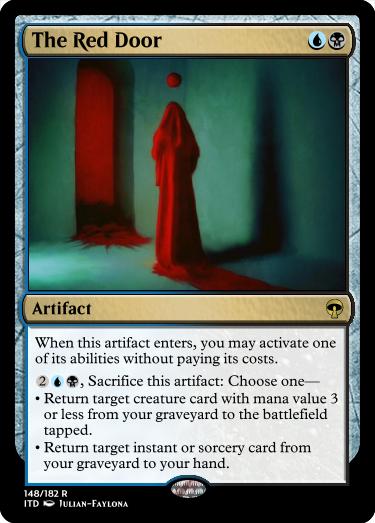 The Red Door
Artifact
When this artifact enters, you may activate one
of its abilities without paying its costs.
2, Sacrifice this artifact: Choose one—
• Return target creature card with mana value 3
or less from your graveyard to the battlefield
tapped.
• Return target instant or sorcery card from
your graveyard to your hand.
148/182 R
ITD Julian-Faylona